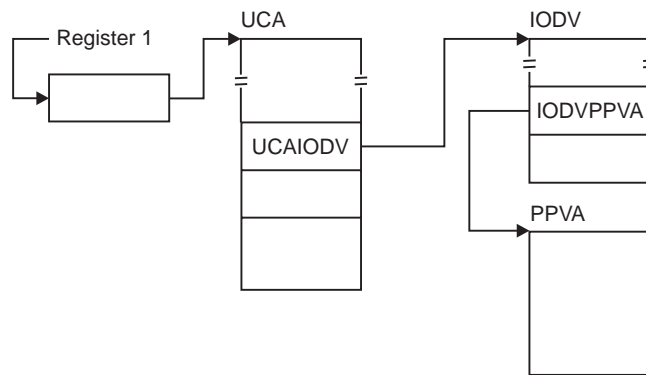 UCA
IODV
Register 1
IODVPPVA
UCAIODV
PPVA